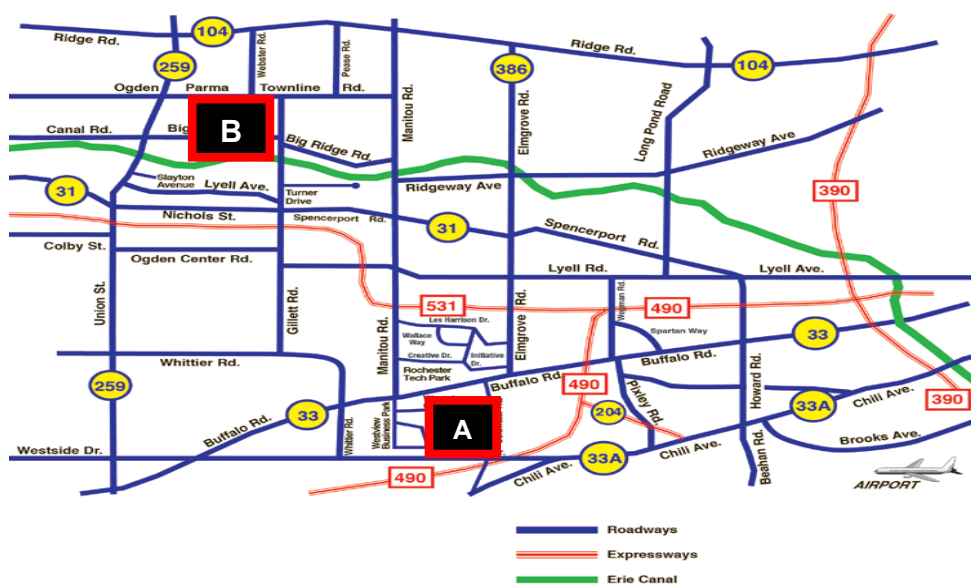 104
Ridge Rd.
Webster Rd.
Pease Rd.
Ridge Rd.
259
386
104
Ogden Parma Townline Rd.
Manitou Rd.
Elmgrove Rd.
Long Pond Road
B
Canal Rd.
Big
Big Ridge Rd.
Ridgeway Ave
Slayton
Avenue
Lyell Ave.
Turner
Drive
Ridgeway Ave
31
390
Nichols St.
Spencerport Rd.
31
Spencerport Rd.
Colby St.
Ogden Center Rd.
Lyell Rd.
Lyell Ave.
Union St.
Gillett Rd.
Manitou Rd.
531
Elmgrove Rd.
Wegman Rd.
490
Les Harrison Dr.
Wallace
Way
Spartan Way
33
Creative Dr.
Initiative
Dr.
Whittier Rd.
Rochester
Tech Park
Buffalo Rd.
Buffalo Rd.
Howard Rd.
259
490
Pixley Rd.
33A
Chili Ave.
390
33
Buffalo Rd.
Whittier Rd.
Westview
Business Park
A
204
Brooks Ave.
Westside Dr.
490
Chili Ave.
33A
Chili Ave.
Beehan Rd.
AIRPORT
Roadways
Expressways
Erie Canal